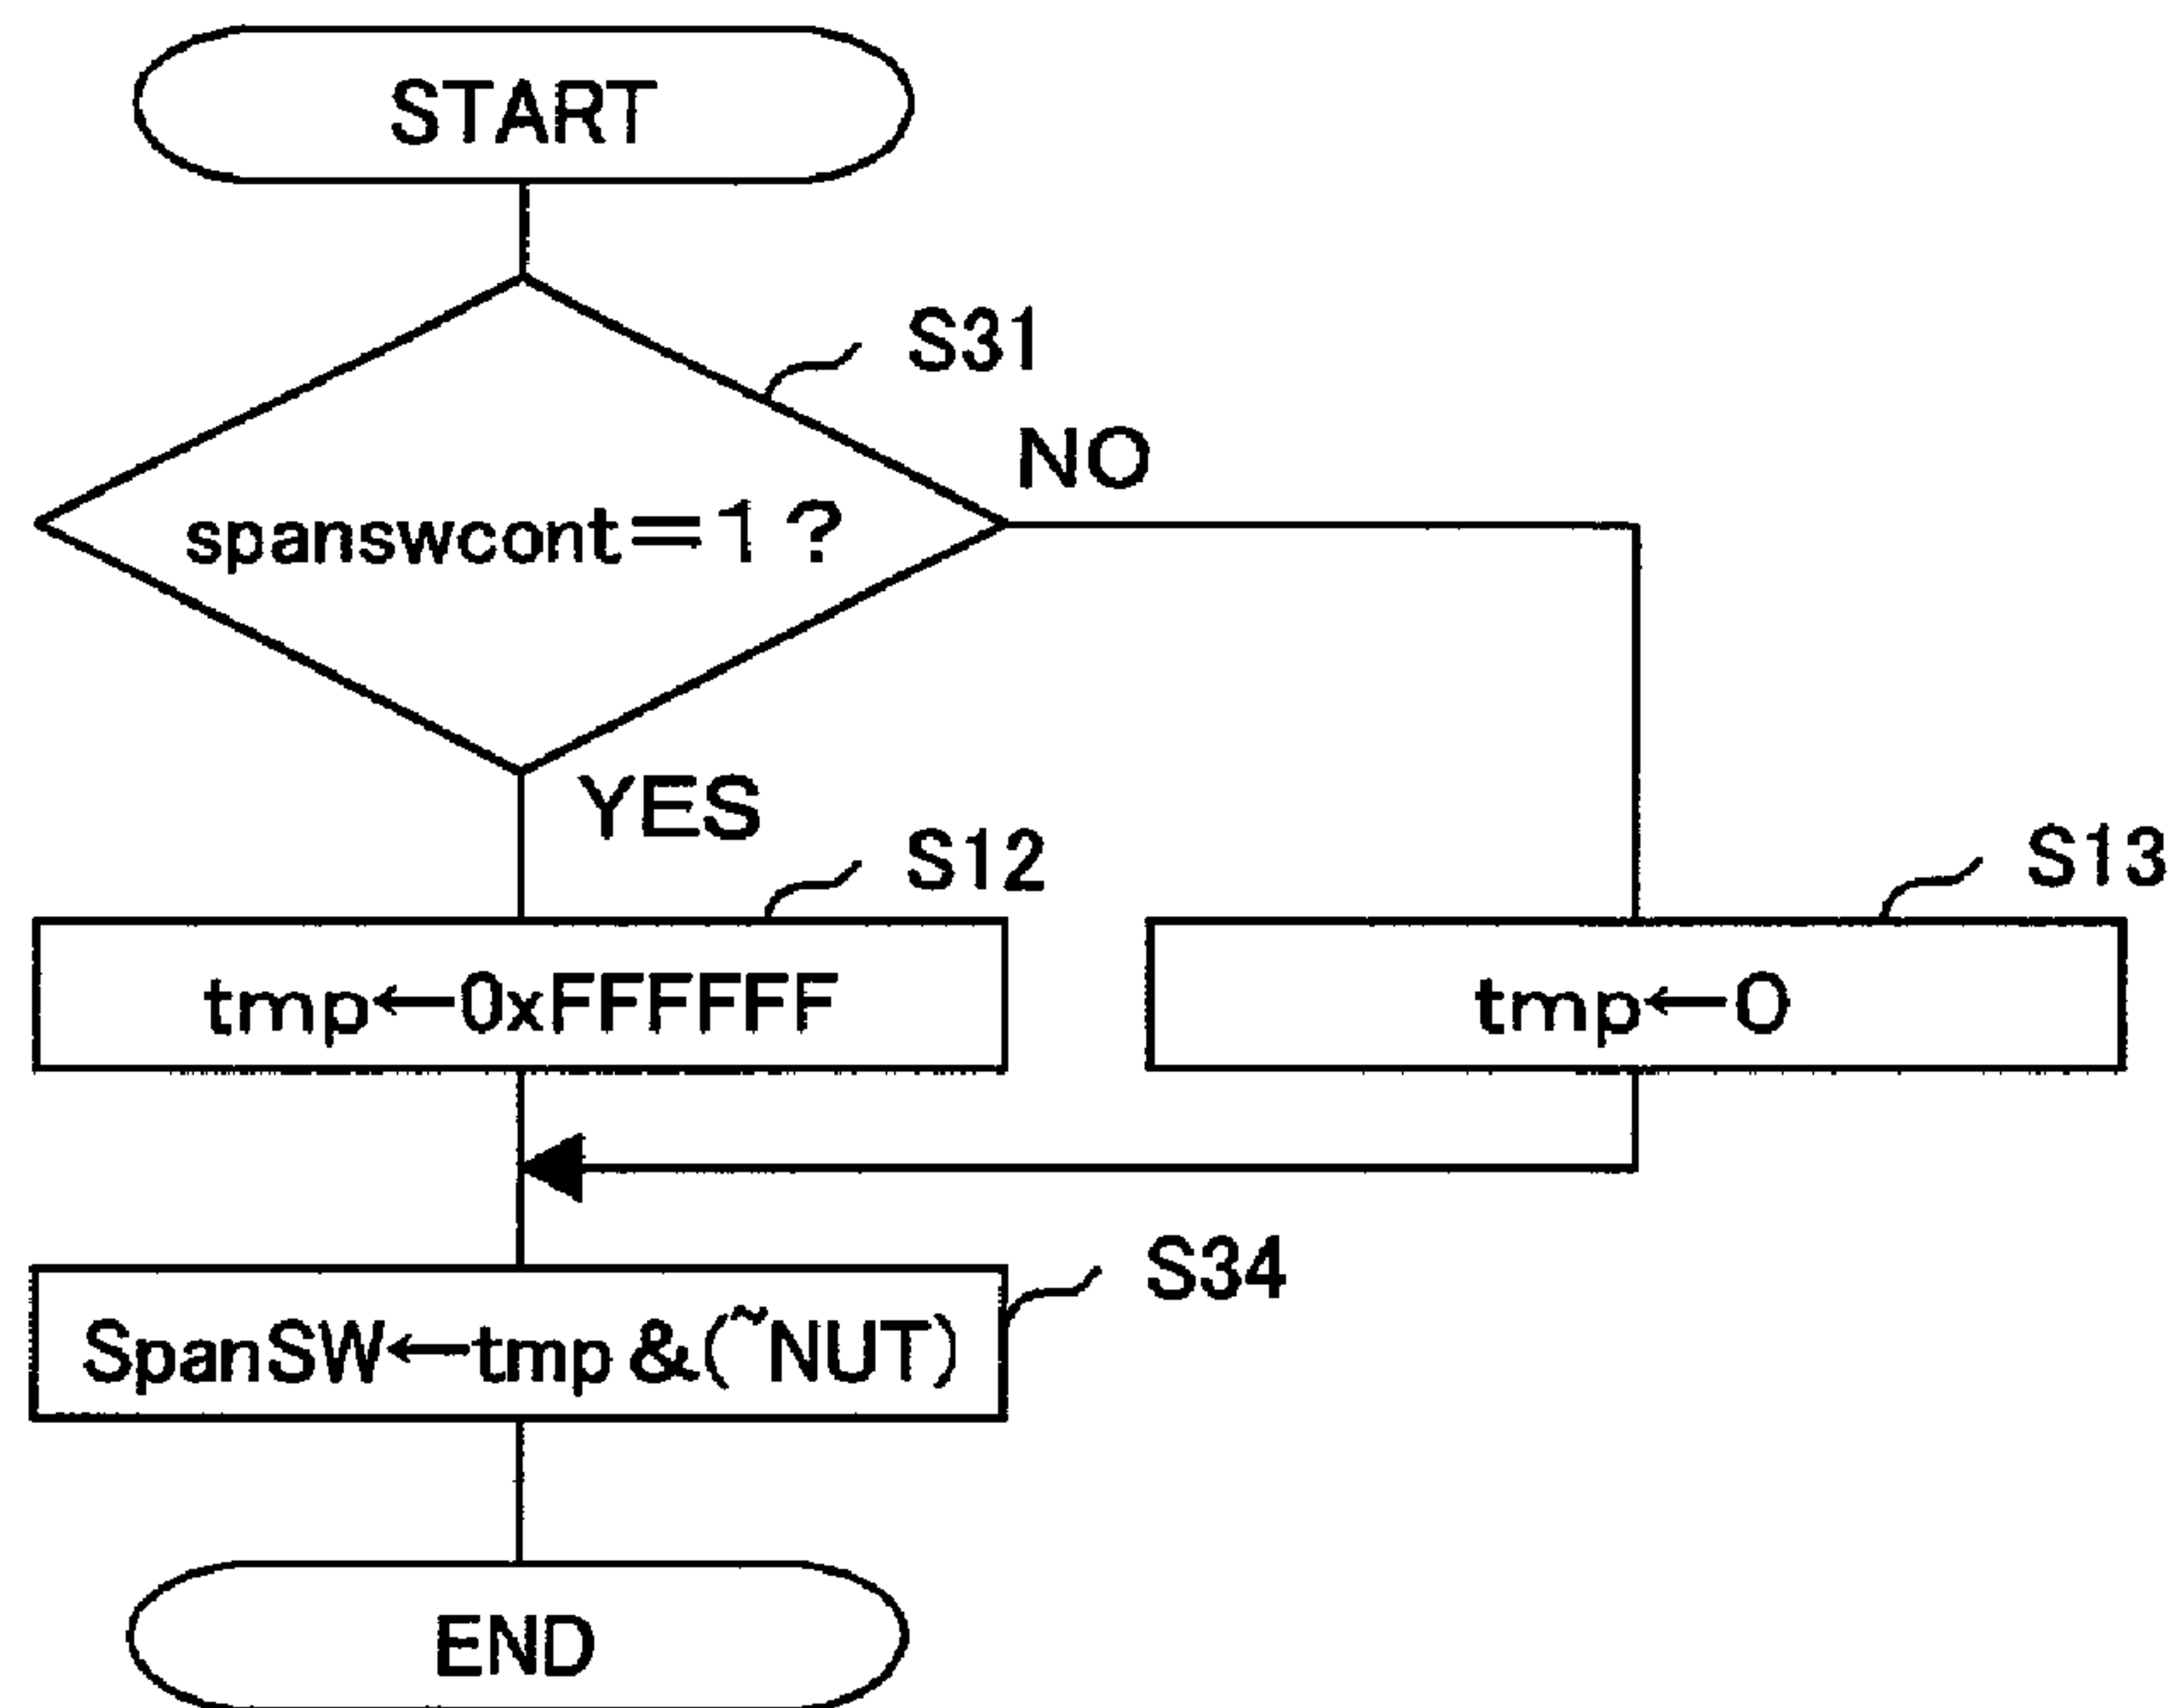 START
S31
NO
spanswcont=1?
YES
S12
S13
tmp←0xFFFFFF
tmp←0
S34
SpanSW←tmp&(~NUT)
END